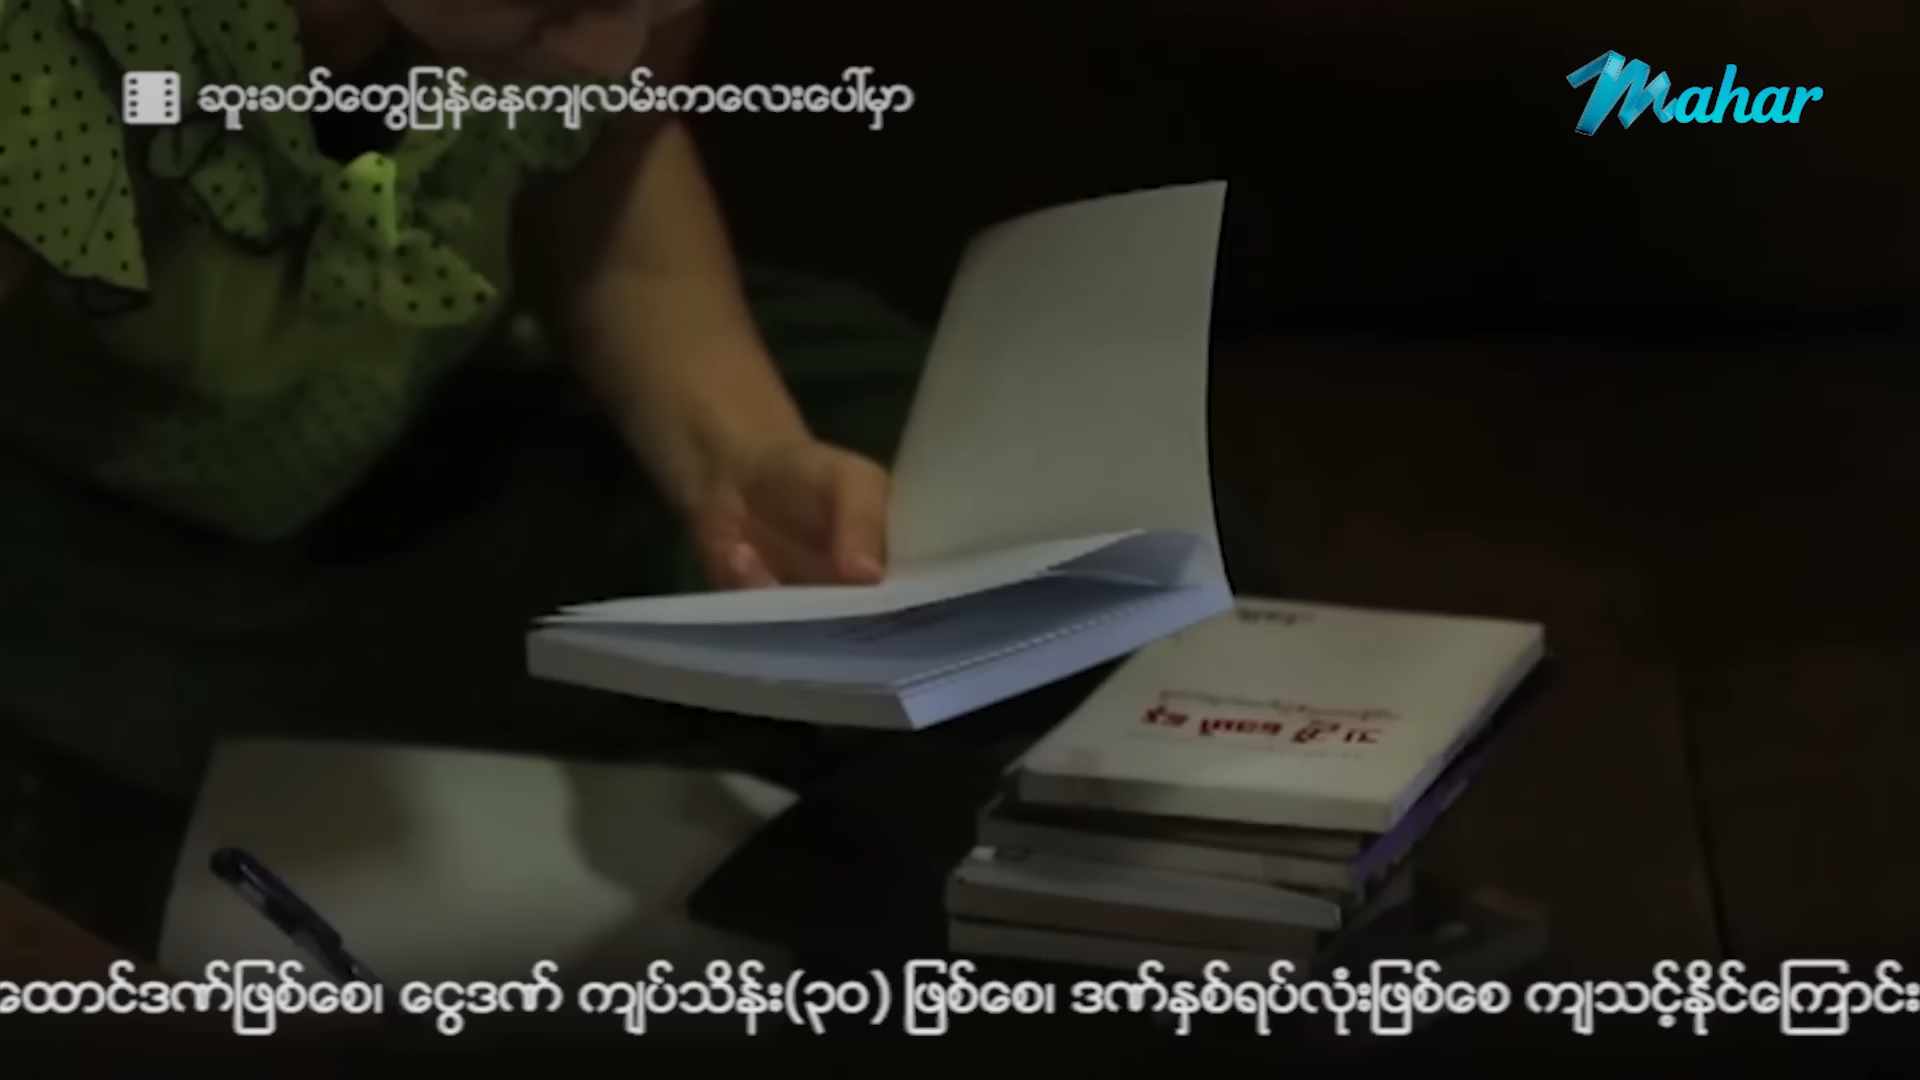 ဆူးခတ်တွေပြန်နေကျလမ်းကလေးပေါ်မှာ
Mahar
ထောင်ဒဏ်ဖြစ်စေ၊ ငွေဒဏ် ကျပ်သိန်း(၃၀) ဖြစ်စေ၊ ဒဏ်နှစ်ရပ်လုံးဖြစ်စေ ကျသင့်နိုင်ကြောင်း